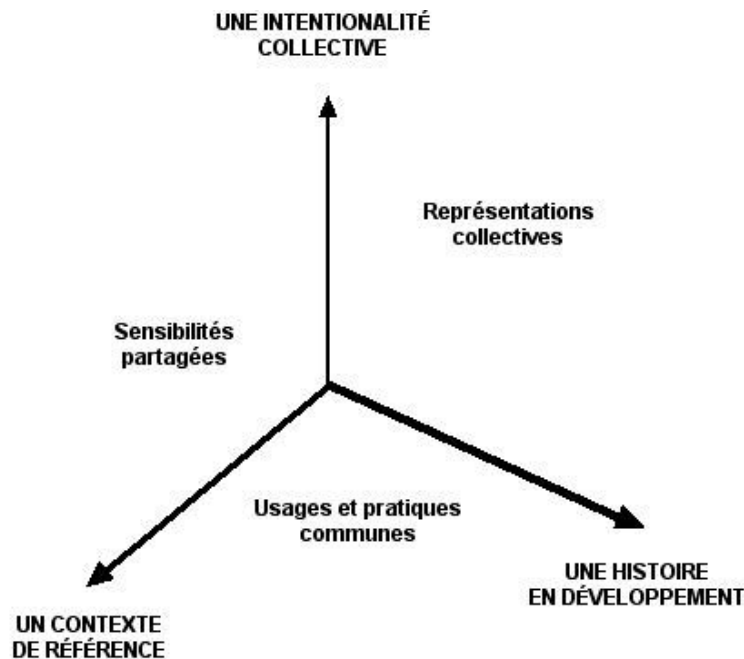 UNE INTENTIONALITÉ
COLLECTIVE
Représentations
collectives
Sensibilités
partagées
Usages et pratiques
communes
UNE HISTOIRE
EN DÉVELOPPEMENT
UN CONTEXTE
DE RÉFÉRENCE